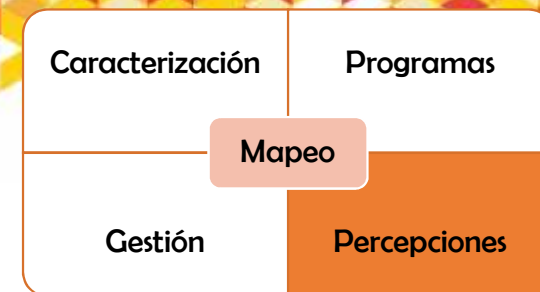 Caracterización
Programas
Mapeo
Gestión
Percepciones